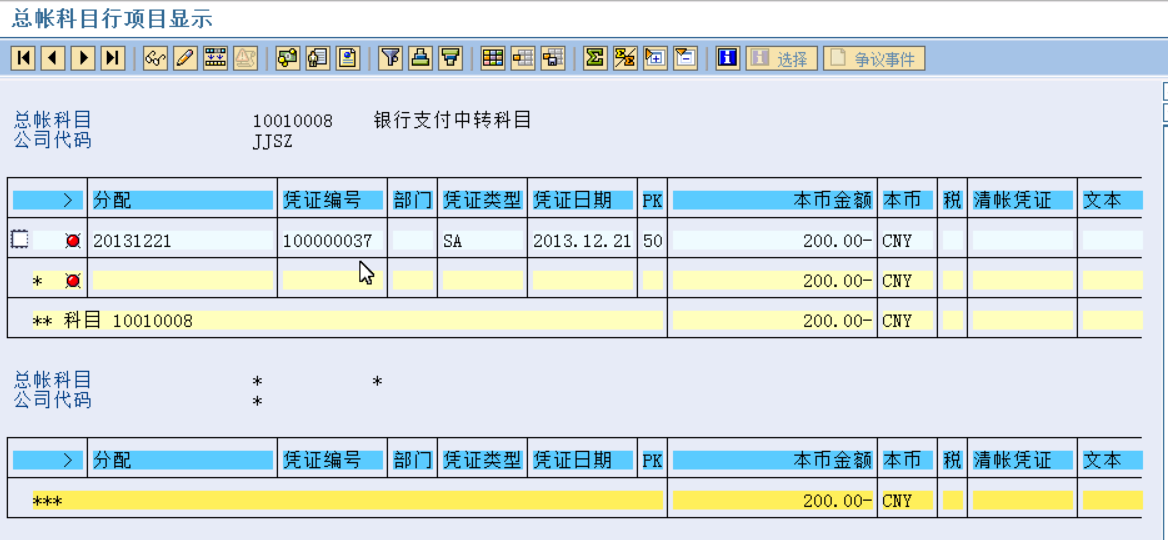 总帐科目行项目显示
选择 争议事件
总帐科目 10010008 银行支付中转科目
公司代码 JJSZ
> 分配 凭证编号 部门 凭证类型 凭证日期 PK 本币金额 本币 税 清帐凭证 文本
20131221 100000037 SA 2013.12.21 50 200.00- CNY
* 200.00- CNY
** 科目 10010008 200.00- CNY
总帐科目 * *
公司代码 *
> 分配 凭证编号 部门 凭证类型 凭证日期 PK 本币金额 本币 税 清帐凭证 文本
*** 200.00- CNY